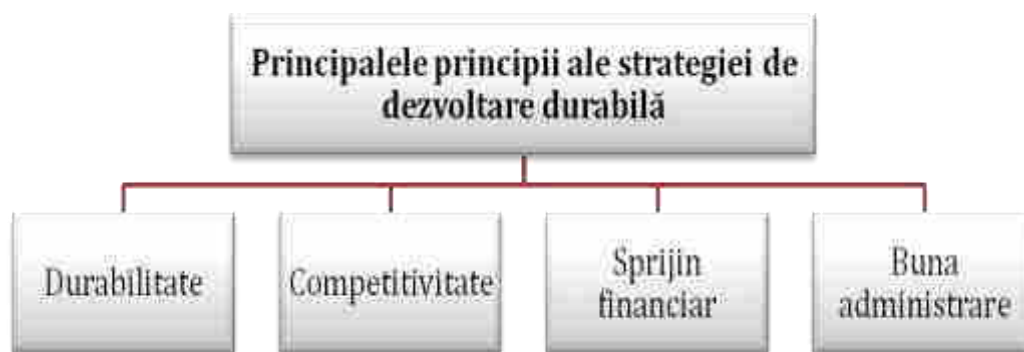 Principalele principii ale strategiei de
dezvoltare durabilă
Durabilitate
Competitivitate
Sprijin
financiar
Buna
administrare